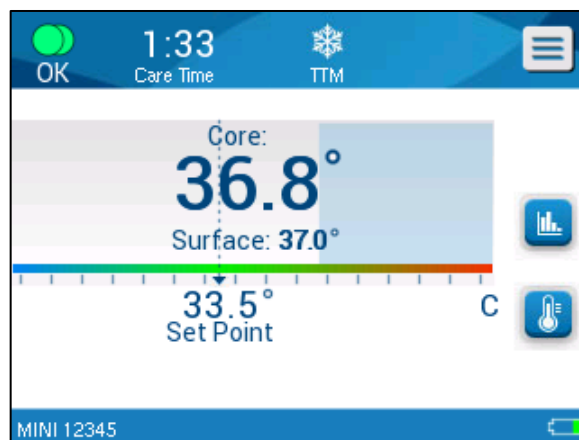 OK
1:33
Care Time
TTM
Core:
36.8°
Surface: 37.0°
33.5°
Set Point
C
MINI 12345